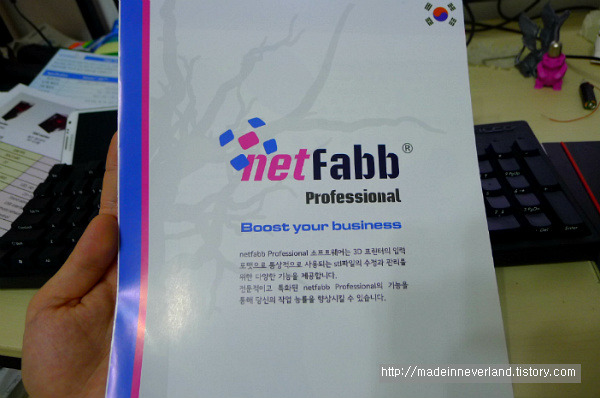 netfabb®
Professional
Boost your business
netfabb Professional 소프트웨어는 3D 프린터의 입력
포맷으로 통상적으로 사용되는 stl파일의 수정과 관리를
위한 다양한 기능을 제공합니다.
전문적이고 특화된 netfabb Professional의 기능을
통해 당신의 작업 능률을 향상시킬 수 있습니다.
http://madeinneverland.tistory.com